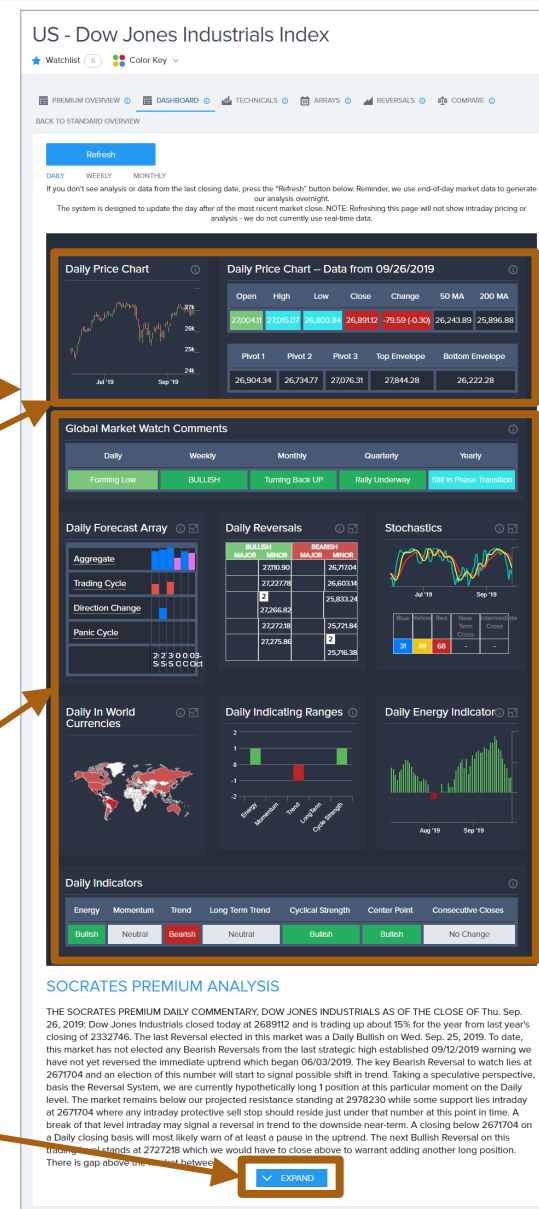 US - Dow Jones Industrials Index
Watchlist 6 Color Key
PREMIUM OVERVIEW DASHBOARD TECHNICALS ARRAYS REVERSALS COMPARE
BACK TO STANDARD OVERVIEW
Refresh
DAILY WEEKLY MONTHLY
If you don't see analysis or data from the last closing date, press the "Refresh" button below. Reminder, we use end-of-day market data to generate
our analysis overnight.
The system is designed to update the day after of the most recent market close. NOTE: Refreshing this page will not show intraday pricing or
analysis - we do not currently use real-time data.
Daily Price Chart
27k
26k
25k
24k
Jul '19 Sep '19
Daily Price Chart -- Data from 09/26/2019
Open High Low Close Change 50 MA 200 MA
27,004.11 27,015.07 26,803.84 26,891.12 -79.59 (-0.30) 26,243.89 25,896.88
Pivot 1 Pivot 2 Pivot 3 Top Envelope Bottom Envelope
26,904.34 26,734.77 27,076.31 27,844.28 26,222.28
Global Market Watch Comments
Daily Weekly Monthly Quarterly Yearly
Forming Low BULLISH Turning Back UP Rally Underway Still in Phase Transition
Daily Forecast Array
Aggregate
Trading Cycle
Direction Change
Panic Cycle
Daily Reversals
BULLISH BEARISH
MAJOR MINOR MAJOR MINOR
27,110.90 26,717.04
27,227.78 26,603.14
2 27,266.82 25,833.24
27,272.18 25,721.84
27,275.86 2 25,716.38
Stochastics
Jul '19 Sep '19
Blue Yellow Red Near Term Cross Intermediate Cross
31 48 68 - -
Daily In World
Currencies
Daily Indicating Ranges
2
1
0
-1
-2
Energy Momentum Trend LongTerm Cycle Strength
Daily Energy Indicator
Aug '19 Sep '19
Daily Indicators
Energy Momentum Trend Long Term Trend Cyclical Strength Center Point Consecutive Closes
Bullish Neutral Bearish Neutral Bullish Bullish No Change
SOCRATES PREMIUM ANALYSIS
THE SOCRATES PREMIUM DAILY COMMENTARY, DOW JONES INDUSTRIALS AS OF THE CLOSE OF Thu. Sep.
26, 2019: Dow Jones Industrials closed today at 2689112 and is trading up about 15% for the year from last year's
closing of 2332746. The last Reversal elected in this market was a Daily Bullish on Wed. Sep. 25, 2019. To date,
this market has not elected any Bearish Reversals from the last strategic high established 09/12/2019 warning we
have not yet reversed the immediate uptrend which began 06/03/2019. The key Bearish Reversal to watch lies at
2671704 and an election of this number will start to signal possible shift in trend. Taking a speculative perspective,
basis the Reversal System, we are currently hypothetically long 1 position at this particular moment on the Daily
level. The market remains below our projected resistance standing at 2978230 while some support lies intraday
at 2671704 where any intraday protective sell stop should reside just under that number at this point in time. A
break of that level intraday may signal a reversal in trend to the downside near-term. A closing below 2671704 on
a Daily closing basis will most likely warn of at least a pause in the uptrend. The next Bullish Reversal on this
trading level stands at 2727218 which we would have to close above to warrant adding another long position.
There is gap above the market between
EXPAND